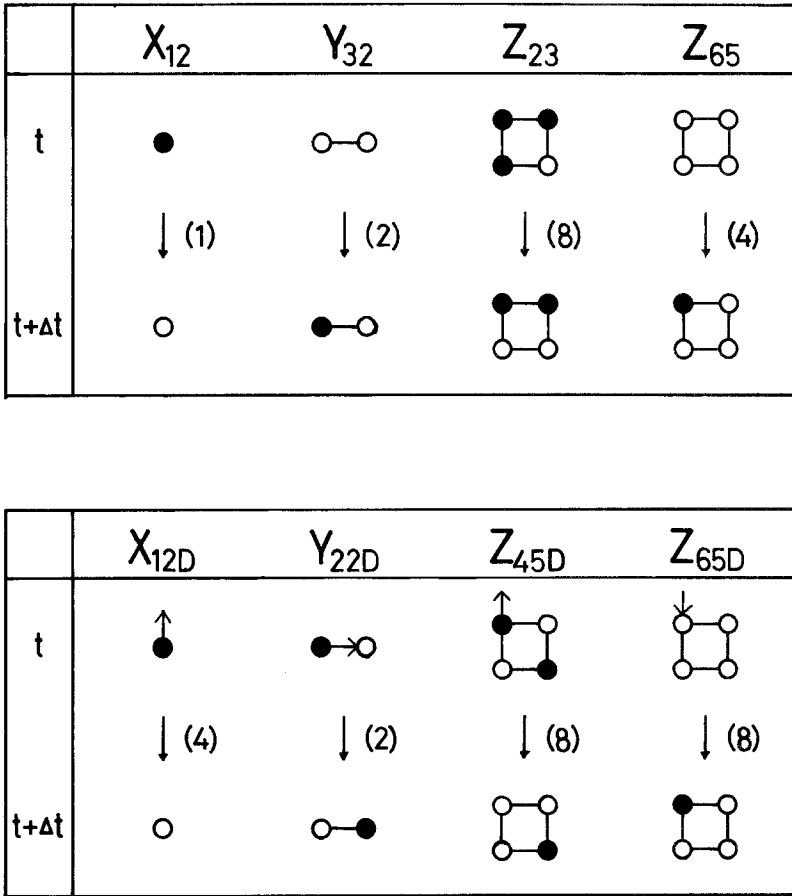 X12 Y32 Z23 Z65
t
(1) (2) (8) (4)
t+Δt
X12D Y22D Z45D Z65D
t
(4) (2) (8) (8)
t+Δt